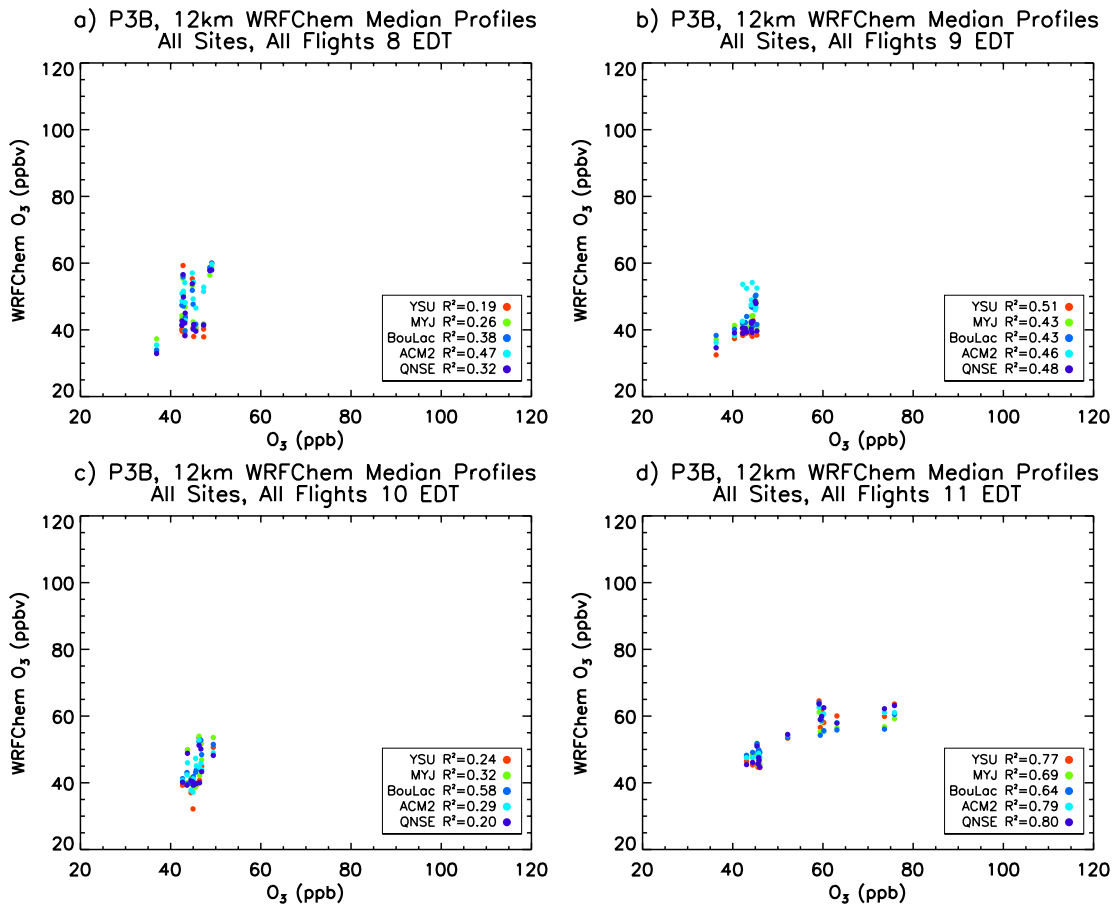 a) P3B, 12km WRFChem Median Profiles
All Sites, All Flights 8 EDT
120
100
80
60
40
20
WRFChem O₃ (ppbv)
YSU R²=0.19
MYJ R²=0.26
BouLac R²=0.38
ACM2 R²=0.47
QNSE R²=0.32
20 40 60 80 100 120
O₃ (ppb)
b) P3B, 12km WRFChem Median Profiles
All Sites, All Flights 9 EDT
120
100
80
60
40
20
WRFChem O₃ (ppbv)
YSU R²=0.51
MYJ R²=0.43
BouLac R²=0.43
ACM2 R²=0.46
QNSE R²=0.48
20 40 60 80 100 120
O₃ (ppb)
c) P3B, 12km WRFChem Median Profiles
All Sites, All Flights 10 EDT
120
100
80
60
40
20
WRFChem O₃ (ppbv)
YSU R²=0.24
MYJ R²=0.32
BouLac R²=0.58
ACM2 R²=0.29
QNSE R²=0.20
20 40 60 80 100 120
O₃ (ppb)
d) P3B, 12km WRFChem Median Profiles
All Sites, All Flights 11 EDT
120
100
80
60
40
20
WRFChem O₃ (ppbv)
YSU R²=0.77
MYJ R²=0.69
BouLac R²=0.64
ACM2 R²=0.79
QNSE R²=0.80
20 40 60 80 100 120
O₃ (ppb)